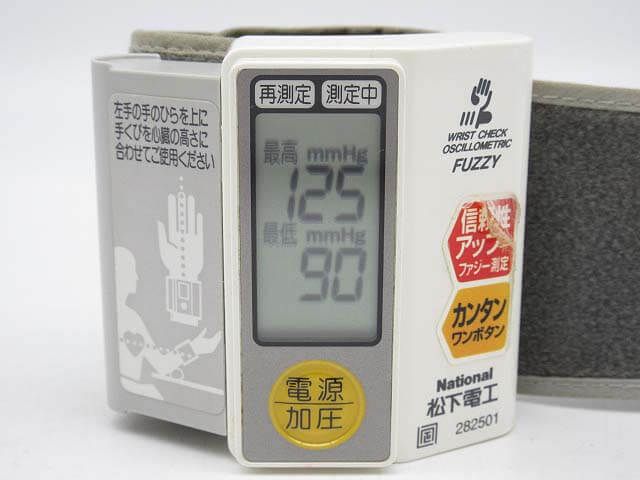 左手の手のひらを上に
手くびを心臓の高さに
合わせてご使用ください
再測定 測定中
最高 mmHg
125
最低 mmHg
90
電源
加圧
WRIST CHECK
OSCILLOMETRIC
FUZZY
信頼性
アップ
ファジー測定
カンタン
ワンボタン
National
松下電工
282501